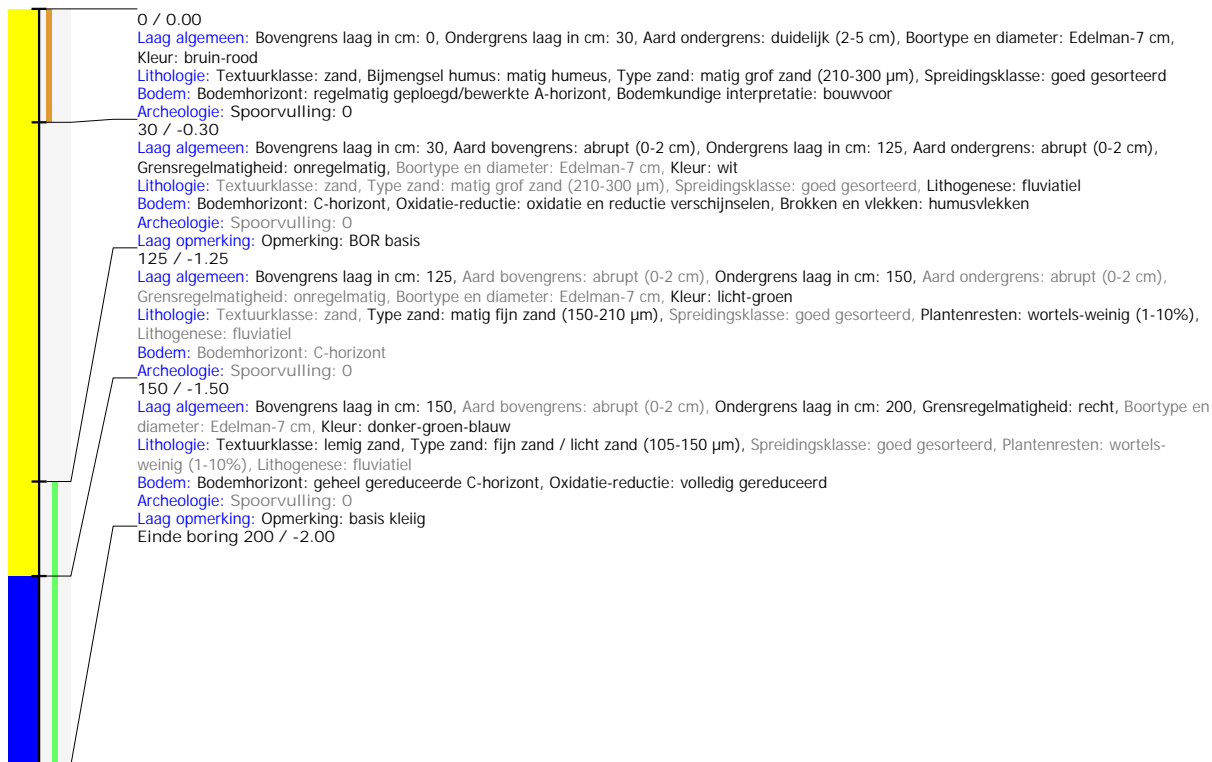 0 / 0.00
Laag algemeen: Bovengrens laag in cm: 0, Ondergrens laag in cm: 30, Aard ondergrens: duidelijk (2-5 cm), Boortype en diameter: Edelman-7 cm,
Kleur: bruin-rood
Lithologie: Textuurklasse: zand, Bijmengsel humus: matig humeus, Type zand: matig grof zand (210-300 µm), Spreidingsklasse: goed gesorteerd
Bodem: Bodemhorizont: regelmatig geploegd/bewerkte A-horizont, Bodemkundige interpretatie: bouwvoor
Archeologie: Spoorvulling: 0
30 / -0.30
Laag algemeen: Bovengrens laag in cm: 30, Aard bovengrens: abrupt (0-2 cm), Ondergrens laag in cm: 125, Aard ondergrens: abrupt (0-2 cm),
Grensregelmatigheid: onregelmatig, Boortype en diameter: Edelman-7 cm, Kleur: wit
Lithologie: Textuurklasse: zand, Type zand: matig grof zand (210-300 µm), Spreidingsklasse: goed gesorteerd, Lithogenese: fluviatiel
Bodem: Bodemhorizont: C-horizont, Oxidatie-reductie: oxidatie en reductie verschijnselen, Brokken en vlekken: humusvlekken
Archeologie: Spoorvulling: 0
Laag opmerking: Opmerking: BOR basis
125 / -1.25
Laag algemeen: Bovengrens laag in cm: 125, Aard bovengrens: abrupt (0-2 cm), Ondergrens laag in cm: 150, Aard ondergrens: abrupt (0-2 cm),
Grensregelmatigheid: onregelmatig, Boortype en diameter: Edelman-7 cm, Kleur: licht-groen
Lithologie: Textuurklasse: zand, Type zand: matig fijn zand (150-210 µm), Spreidingsklasse: goed gesorteerd, Plantenresten: wortels-weinig (1-10%),
Lithogenese: fluviatiel
Bodem: Bodemhorizont: C-horizont
Archeologie: Spoorvulling: 0
150 / -1.50
Laag algemeen: Bovengrens laag in cm: 150, Aard bovengrens: abrupt (0-2 cm), Ondergrens laag in cm: 200, Grensregelmatigheid: recht, Boortype en
diameter: Edelman-7 cm, Kleur: donker-groen-blauw
Lithologie: Textuurklasse: lemig zand, Type zand: fijn zand / licht zand (105-150 µm), Spreidingsklasse: goed gesorteerd, Plantenresten: wortels-
weinig (1-10%), Lithogenese: fluviatiel
Bodem: Bodemhorizont: geheel gereduceerde C-horizont, Oxidatie-reductie: volledig gereduceerd
Archeologie: Spoorvulling: 0
Laag opmerking: Opmerking: basis kleiig
Einde boring 200 / -2.00